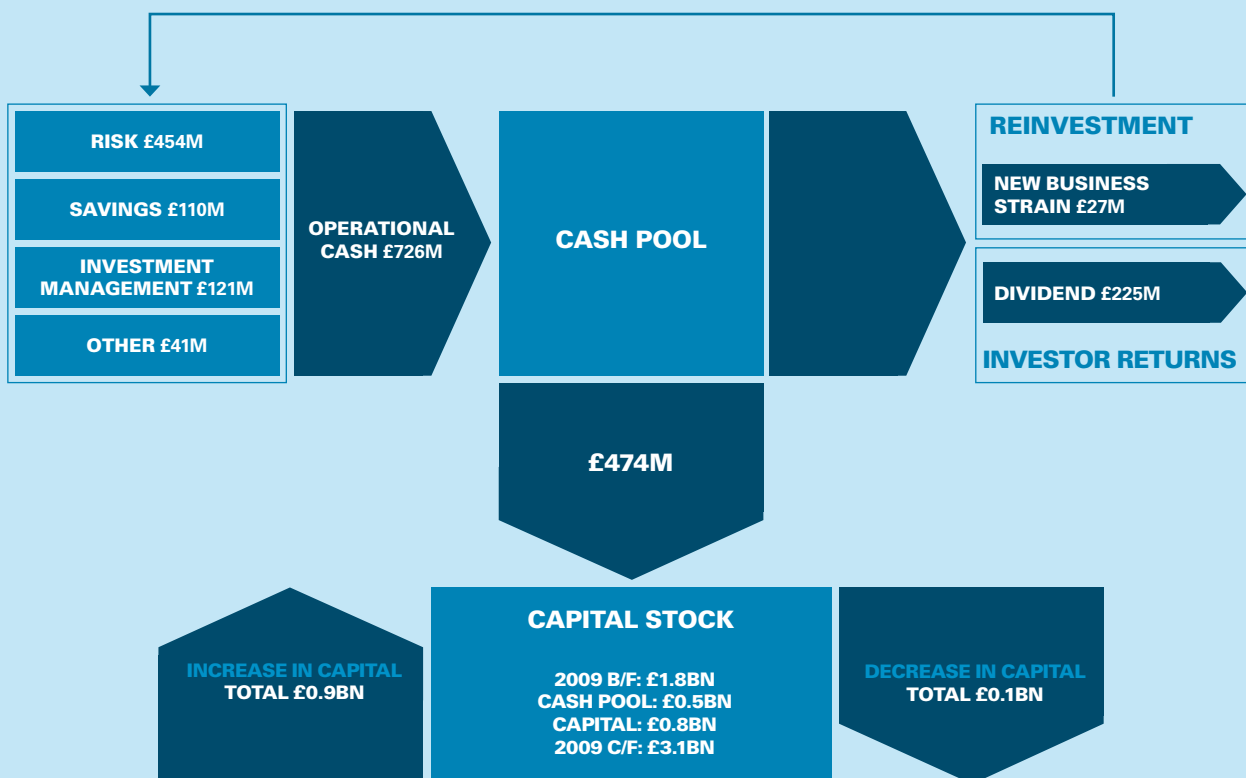 RISK £454M
SAVINGS £110M
INVESTMENT
MANAGEMENT £121M
OTHER £41M
OPERATIONAL
CASH £726M
CASH POOL
REINVESTMENT
NEW BUSINESS
STRAIN £27M
DIVIDEND £225M
INVESTOR RETURNS
£474M
INCREASE IN CAPITAL
TOTAL £0.9BN
CAPITAL STOCK
2009 B/F: £1.8BN
CASH POOL: £0.5BN
CAPITAL: £0.8BN
2009 C/F: £3.1BN
DECREASE IN CAPITAL
TOTAL £0.1BN